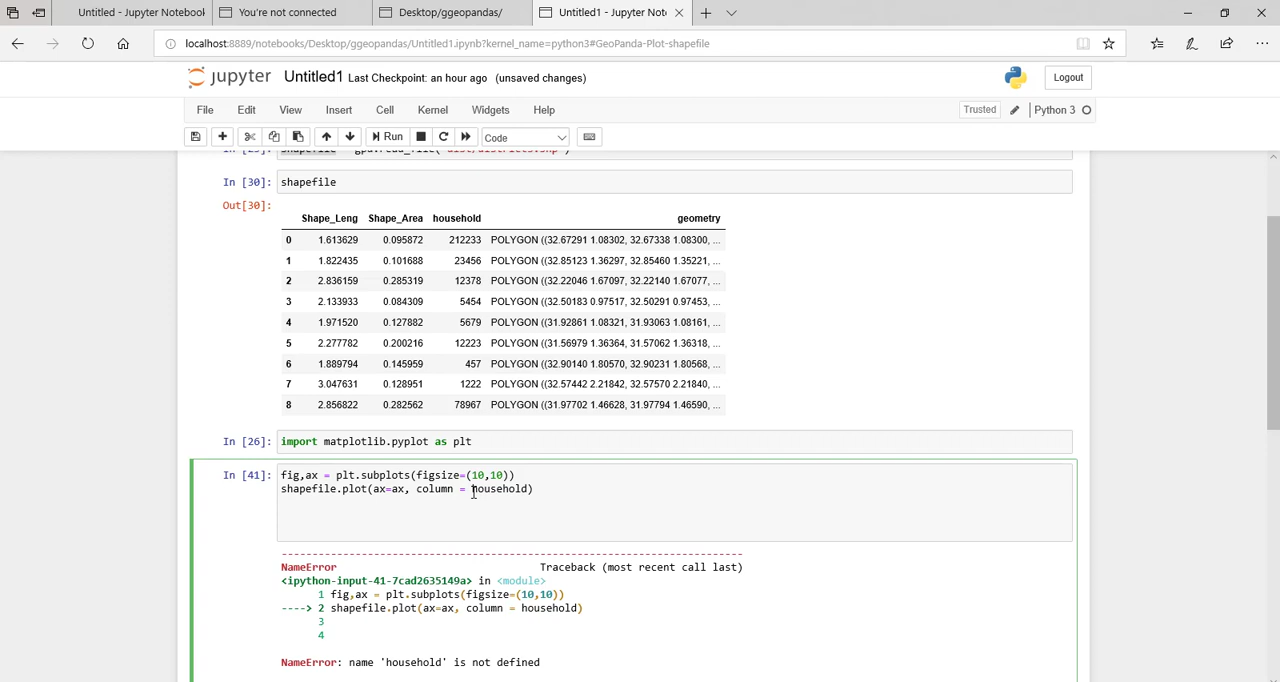 Untitled - Jupyter Notebook
You're not connected
Desktop/ggeopandas/
Untitled1 - Jupyter Not
localhost:8889/notebooks/Desktop/ggeopandas/Untitled1.ipynb?kernel_name=python3#GeoPanda-Plot-shapefile
jupyter Untitled1 Last Checkpoint: an hour ago (unsaved changes)
Logout
File Edit View Insert Cell Kernel Widgets Help
Trusted Python 3
Run Code
shapefile = gpd.read_file("dist/districts.shp")
In [30]: shapefile
Out[30]:
Shape_Leng Shape_Area household geometry
0 1.613629 0.095872 212233 POLYGON ((32.67291 1.08302, 32.67338 1.08300, ...
1 1.822435 0.101688 23456 POLYGON ((32.85123 1.36297, 32.85460 1.35221, ...
2 2.836159 0.285319 12378 POLYGON ((32.22046 1.67097, 32.22140 1.67077, ...
3 2.133933 0.084309 5454 POLYGON ((32.50183 0.97517, 32.50291 0.97453, ...
4 1.971520 0.127882 5679 POLYGON ((31.92861 1.08321, 31.93063 1.08161, ...
5 2.277782 0.200216 12223 POLYGON ((31.56979 1.36364, 31.57062 1.36318, ...
6 1.889794 0.145959 457 POLYGON ((32.90140 1.80570, 32.90231 1.80568, ...
7 3.047631 0.128951 1222 POLYGON ((32.57442 2.21842, 32.57570 2.21840, ...
8 2.856822 0.282562 78967 POLYGON ((31.97702 1.46628, 31.97794 1.46590, ...
In [26]: import matplotlib.pyplot as plt
In [41]: fig,ax = plt.subplots(figsize=(10,10))
shapefile.plot(ax=ax, column = household)
---------------------------------------------------------------------------
NameError Traceback (most recent call last)
<ipython-input-41-7cad2635149a> in <module>
1 fig,ax = plt.subplots(figsize=(10,10))
----> 2 shapefile.plot(ax=ax, column = household)
3
4
NameError: name 'household' is not defined